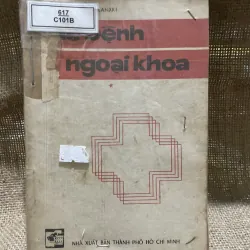 617
C101B
bệnh
ngoại khoa
NHÀ XUẤT BẢN THÀNH PHỐ HỒ CHÍ MINH